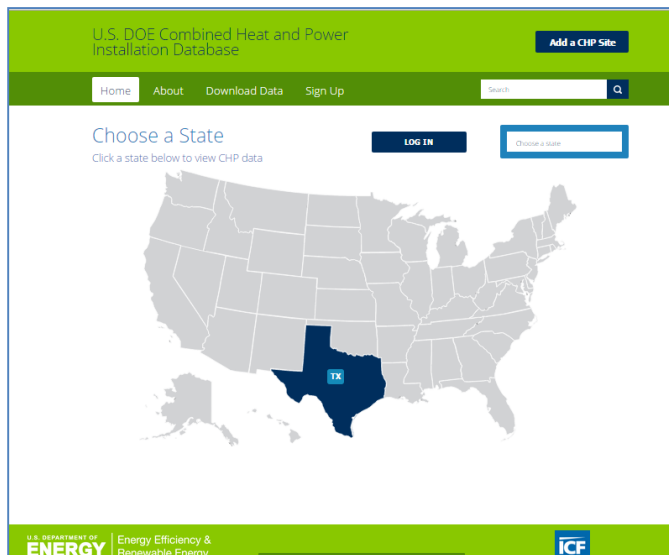 U.S. DOE Combined Heat and Power
Installation Database
Add a CHP Site
Home About Download Data Sign Up
Search
Choose a State
Click a state below to view CHP data
LOG IN
Choose a state
TX
U.S. DEPARTMENT OF
ENERGY
Energy Efficiency &
Renewable Energy
ICF